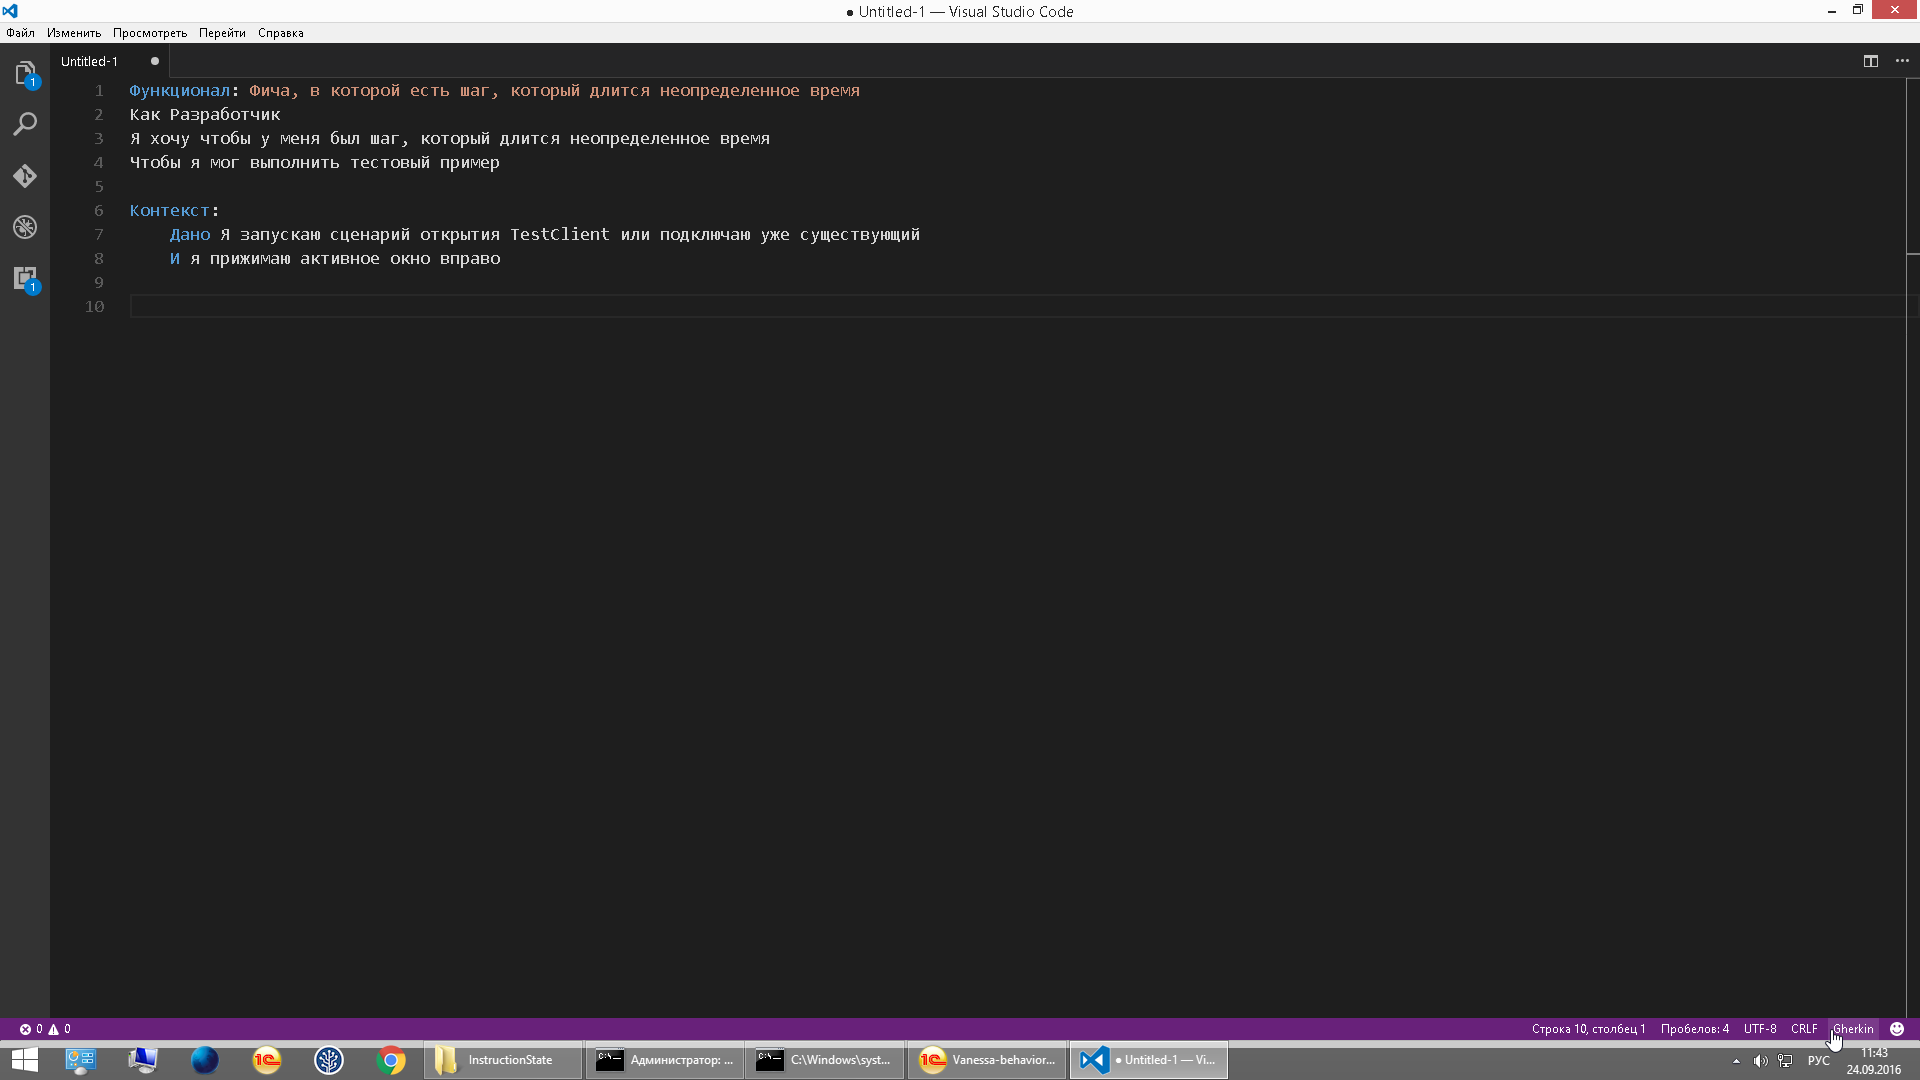 ● Untitled-1 — Visual Studio Code
Файл Изменить Просмотреть Перейти Справка
Untitled-1 ●
1 Функционал: Фича, в которой есть шаг, который длится неопределенное время
2 Как Разработчик
3 Я хочу чтобы у меня был шаг, который длится неопределенное время
4 Чтобы я мог выполнить тестовый пример
5
6 Контекст:
7 Дано Я запускаю сценарий открытия TestClient или подключаю уже существующий
8 И я прижимаю активное окно вправо
9
10
1
1
0 0 Строка 10, столбец 1 Пробелов: 4 UTF-8 CRLF Gherkin
InstructionState Администратор: ... C:\Windows\syst... Vanessa-behavior... ● Untitled-1 — Vi... РУС 11:43
24.09.2016